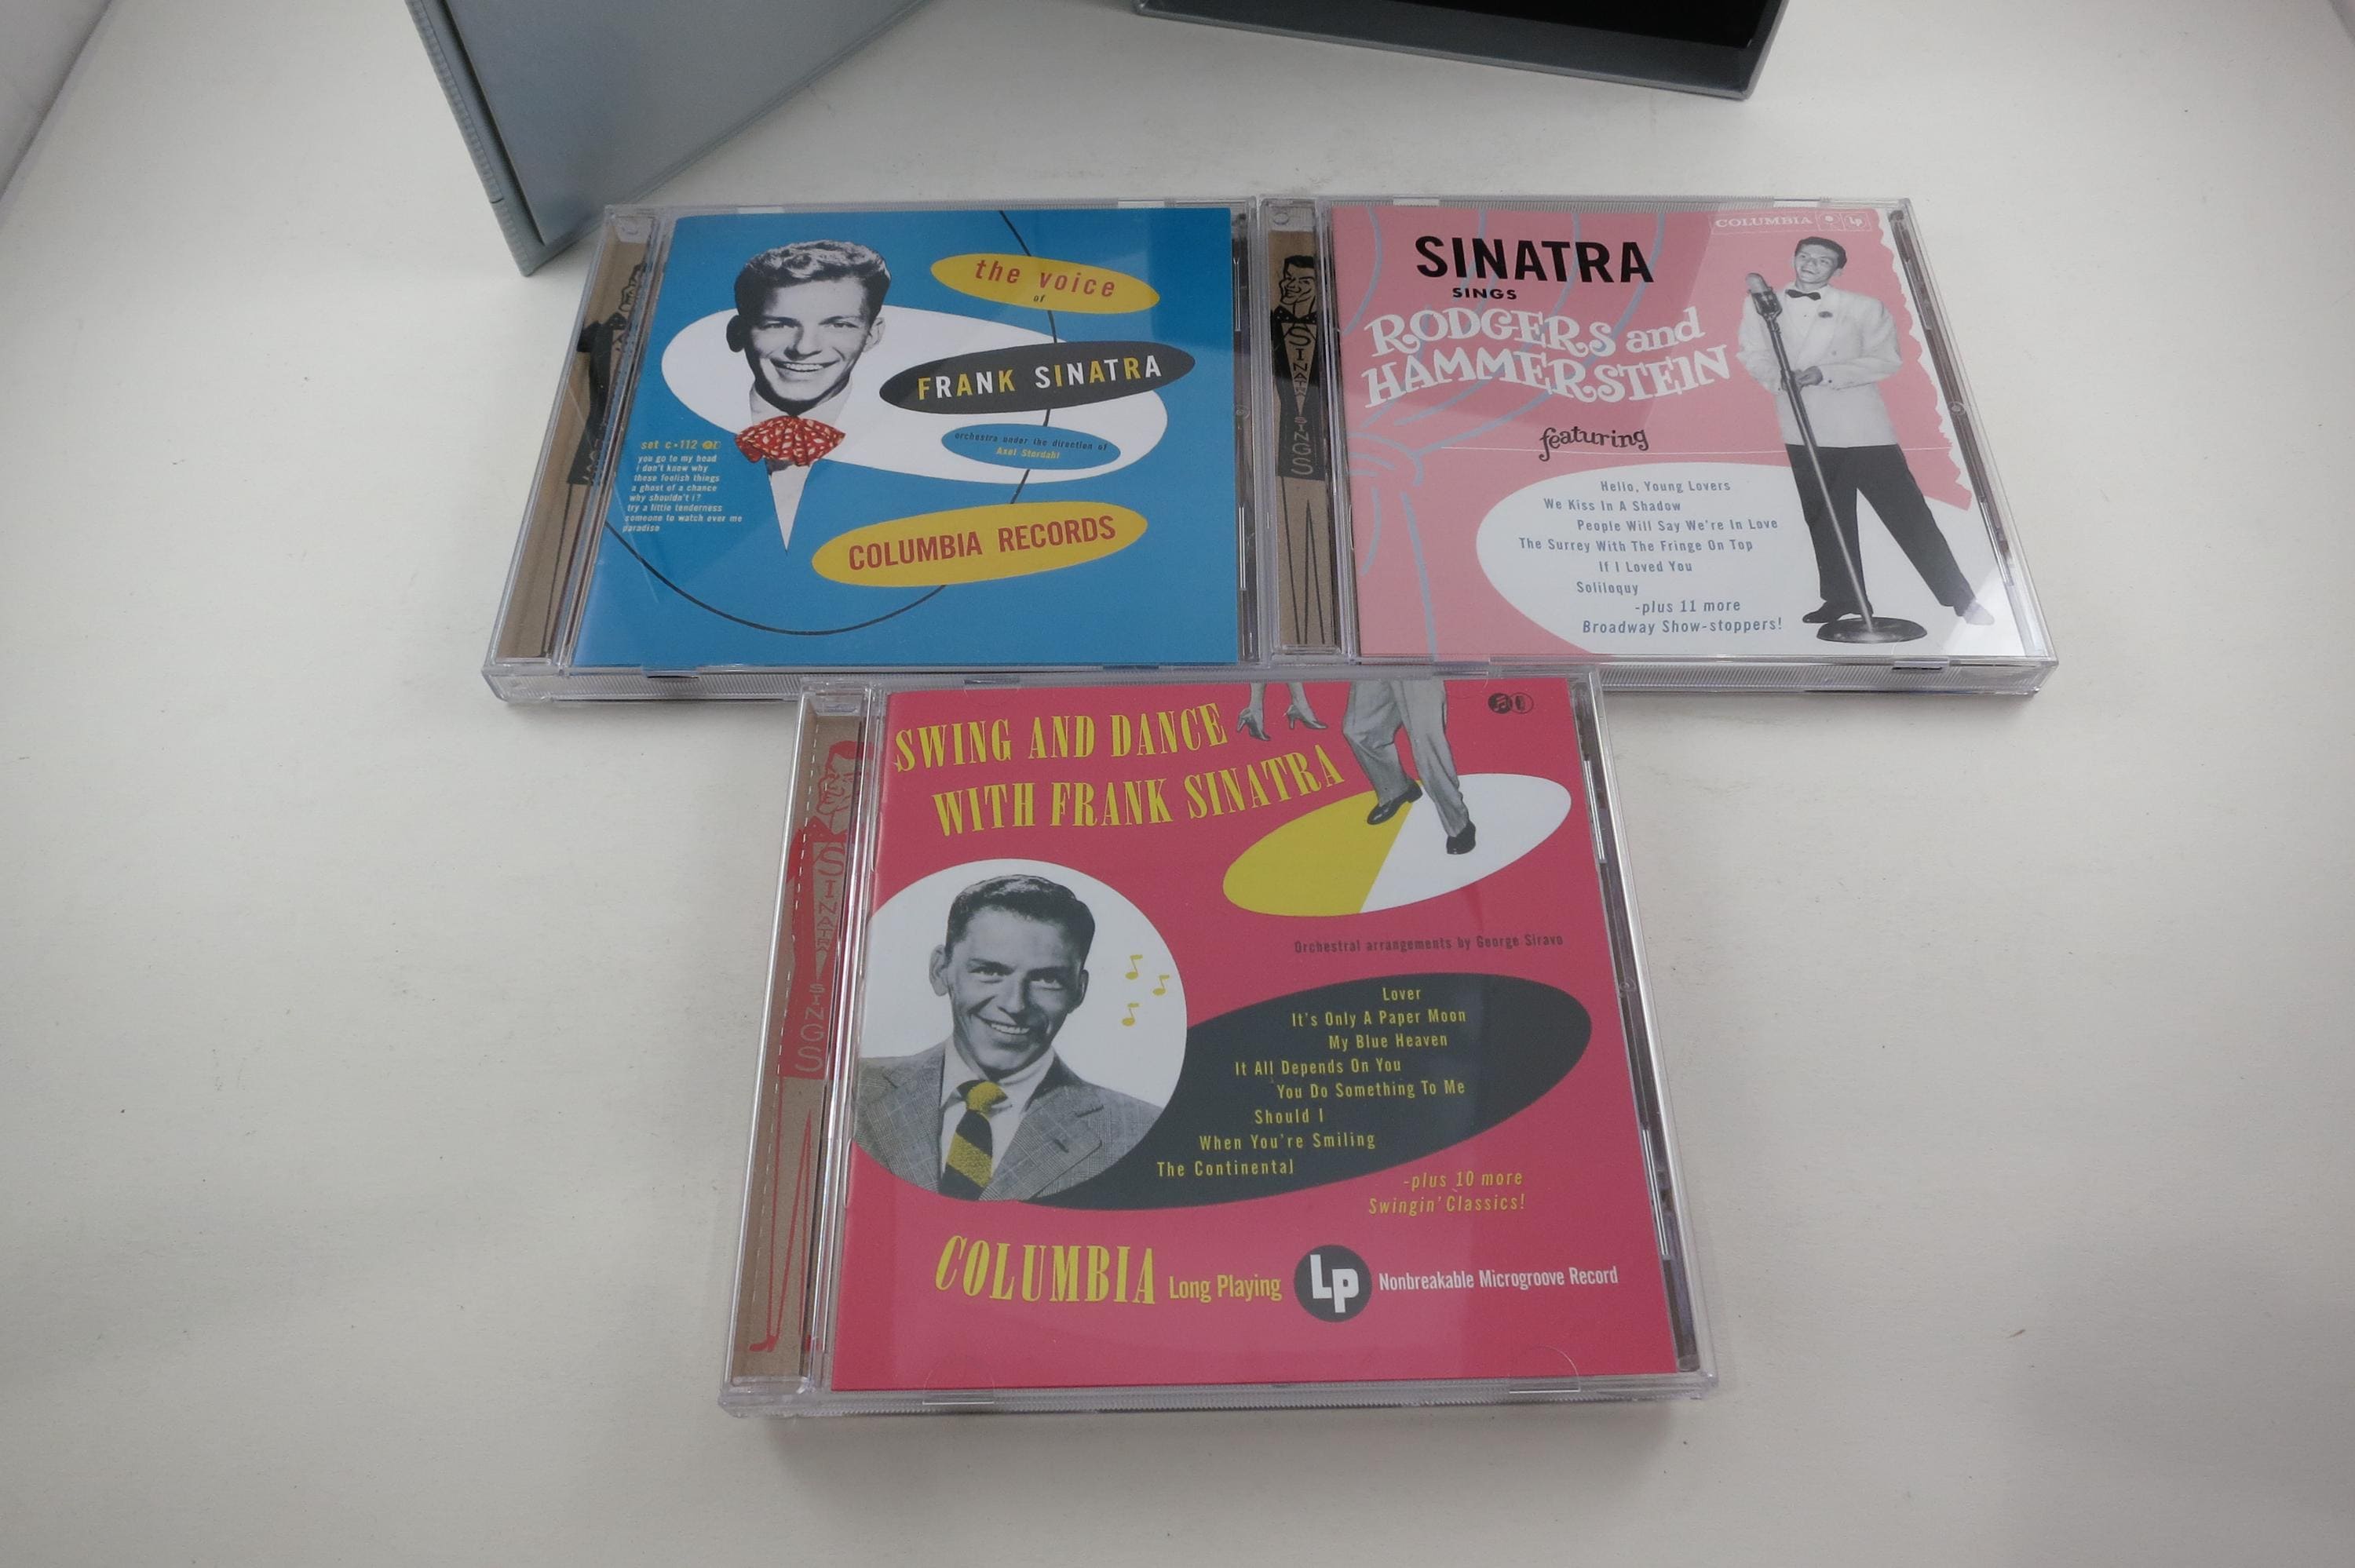 the voice
of
FRANK SINATRA
orchestra under the direction of
Axel Stordahl
set c•112
you go to my head
i don't know why
these foolish things
a ghost of a chance
why shouldn't i?
try a little tenderness
someone to watch over me
paradise
COLUMBIA RECORDS
SINATRA SINGS
COLUMBIA LP
SINATRA
SINGS
RODGERS and
HAMMERSTEIN
featuring
Hello, Young Lovers
We Kiss In A Shadow
People Will Say We're In Love
The Surrey With The Fringe On Top
If I Loved You
Soliloquy
-plus 11 more
Broadway Show-stoppers!
SINATRA SINGS
SWING AND DANCE
WITH FRANK SINATRA
Orchestral arrangements by George Siravo
Lover
It's Only A Paper Moon
My Blue Heaven
It All Depends On You
You Do Something To Me
Should I
When You're Smiling
The Continental
-plus 10 more
Swingin' Classics!
COLUMBIA Long Playing Lp Nonbreakable Microgroove Record